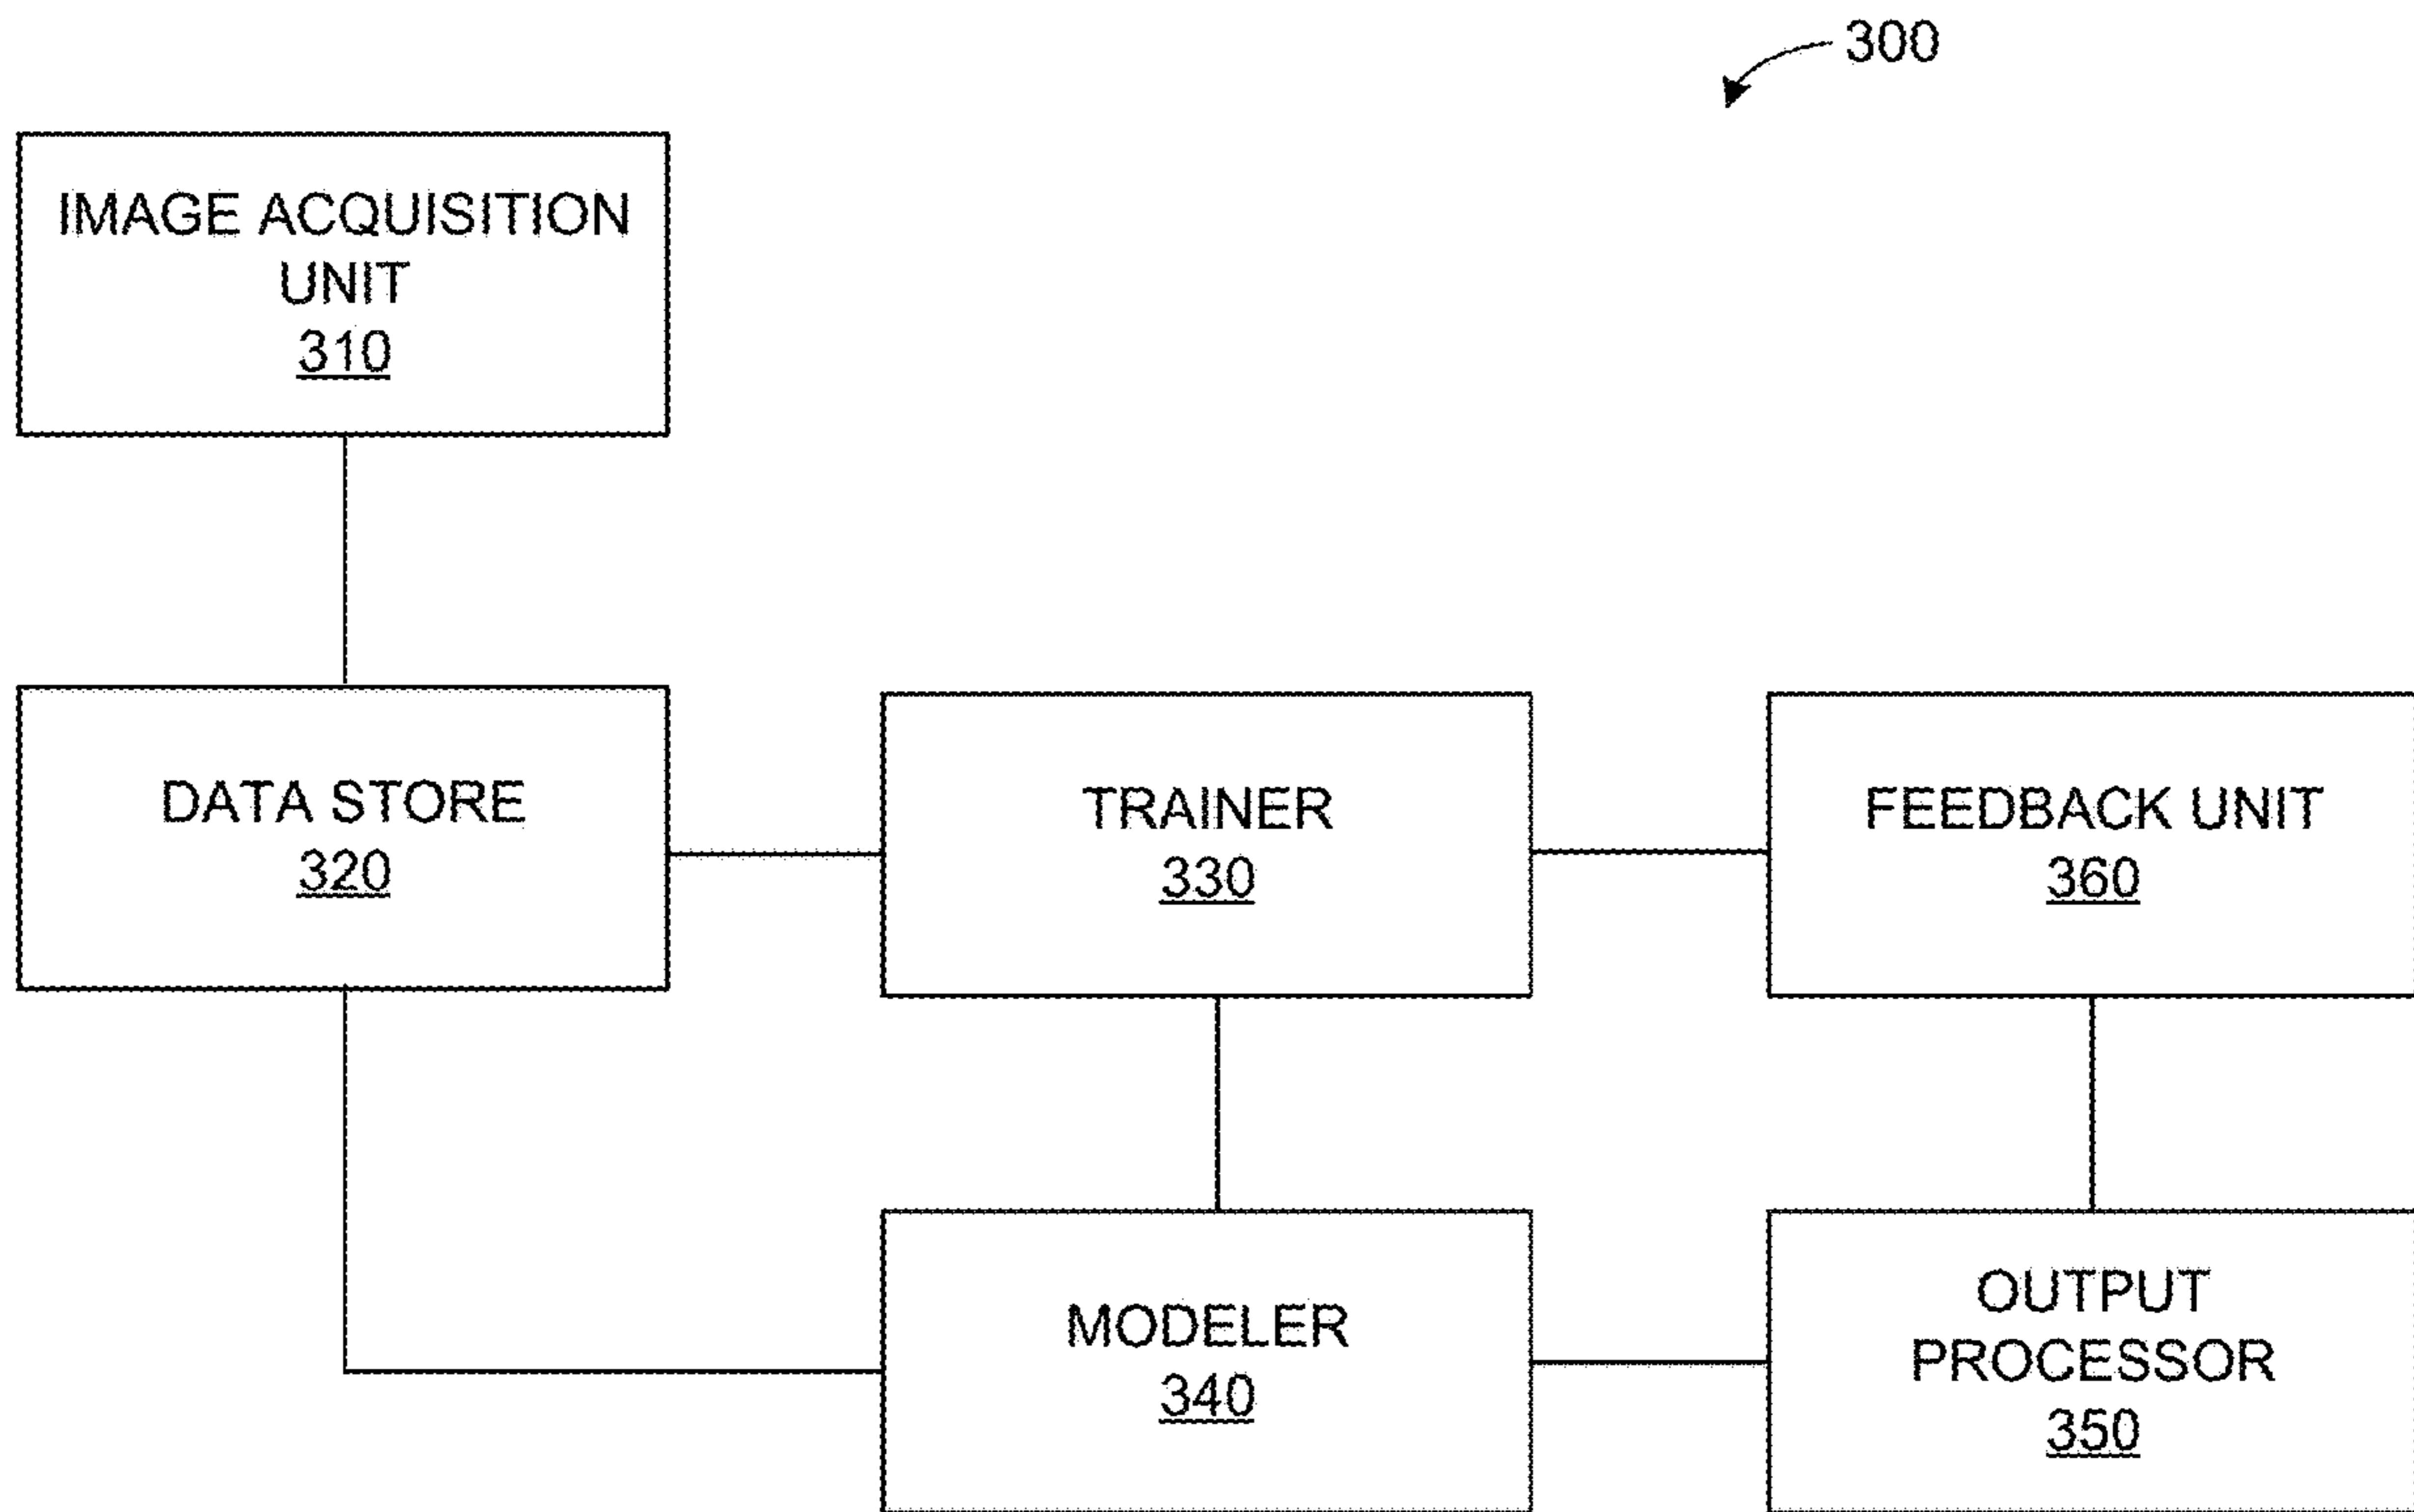 300
IMAGE ACQUISITION
UNIT
310
DATA STORE
320
TRAINER
330
FEEDBACK UNIT
360
MODELER
340
OUTPUT
PROCESSOR
350